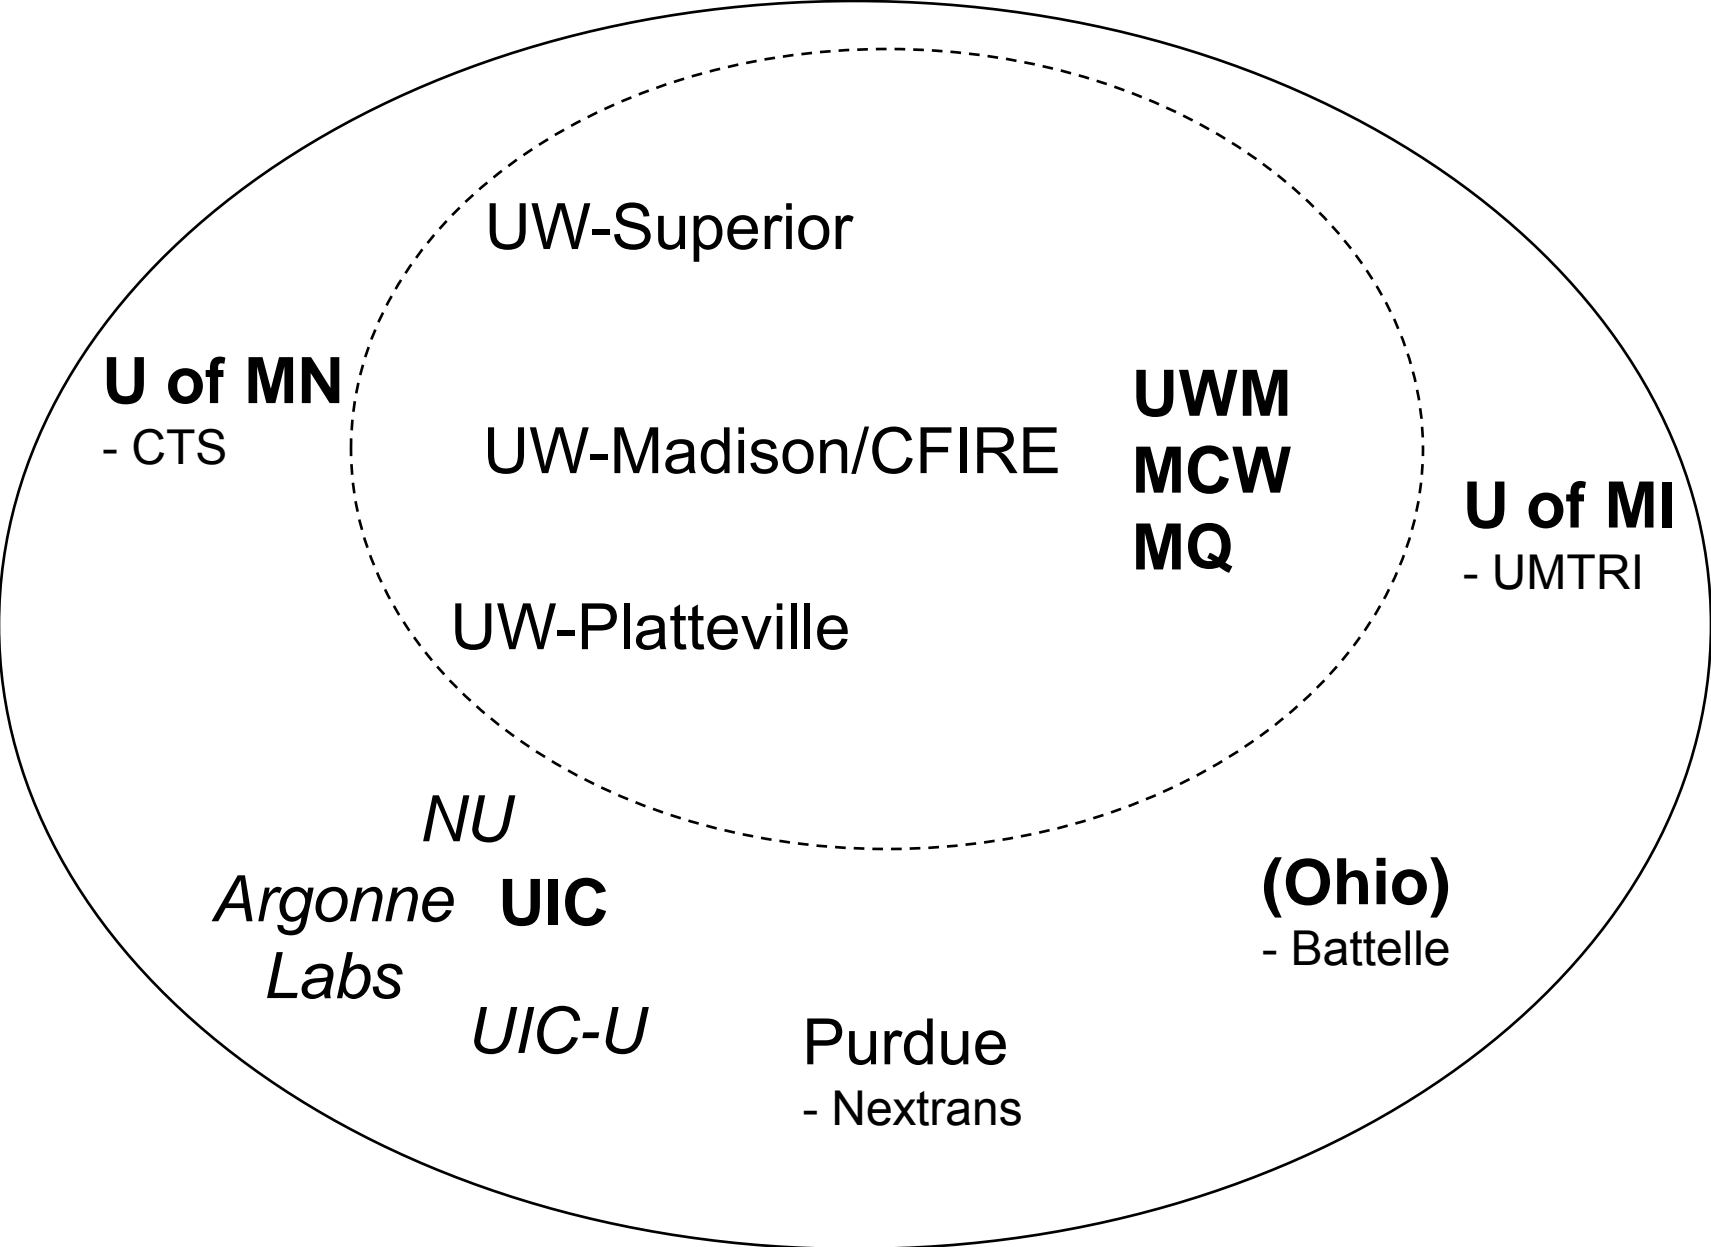 UW-Superior
U of MN
- CTS
UW-Madison/CFIRE
UWM
MCW
MQ
U of MI
- UMTRI
UW-Platteville
NU
Argonne
Labs
UIC
UIC-U
Purdue
- Nextrans
(Ohio)
- Battelle